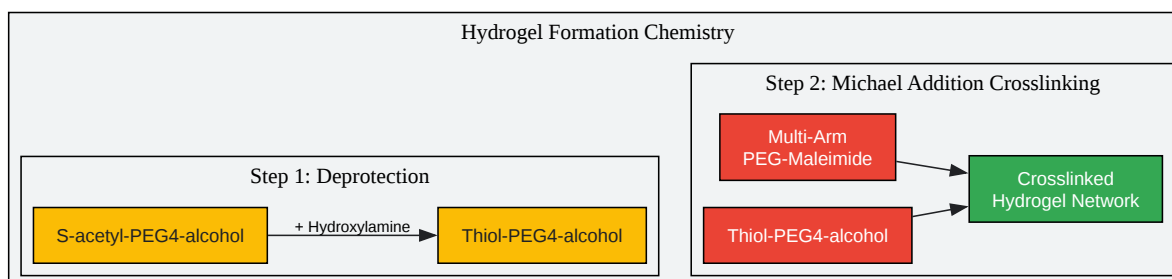 Hydrogel Formation Chemistry
Step 1: Deprotection
S-acetyl-PEG4-alcohol
+ Hydroxylamine
Thiol-PEG4-alcohol
Step 2: Michael Addition Crosslinking
Multi-Arm
PEG-Maleimide
Thiol-PEG4-alcohol
Crosslinked
Hydrogel Network